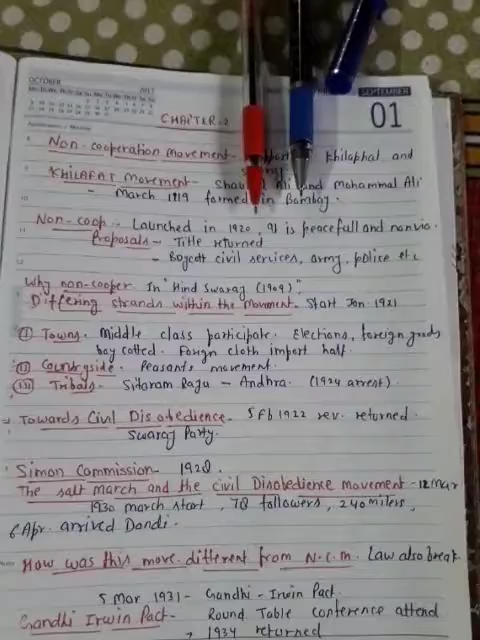 OCTOBER 2017
SEPTEMBER
01
CHAPTER-2
Non-cooperation movement - Khilaphat and
KHILAFAT movement - Ali and Mohammal Ali
- March 1919 formed in Bombay.
Non-coop - Launched in 1920, It is peacefull and nonvio.
Proposals - Title returned
- Boycott civil services, army, police etc
Why non-cooper In "Hind Swaraj (1909)".
Differing strands within the movement. Start Jan 1921
(i) Towns. Middle class participate. Elections, foreign goods
boycotted. Foreign cloth import half.
(ii) Countryside. Peasants movement.
(iii) Tribals. Sitaram Raju - Andhra. (1924 arrest)
Towards Civil Disobedience - 5 Fb 1922 rev. returned.
Swaraj Party.
Simon Commission - 1928.
The salt march and the civil Disobedience movement - 12 Mar
1930 march start, 78 followers, 240 milers,
6 Apr. arrived Dandi.
How was this move. different from N.C.M. Law also break
5 Mar 1931 - Gandhi - Irwin Pact.
Gandhi Irwin Pact - Round Table conference attend
1934 returned